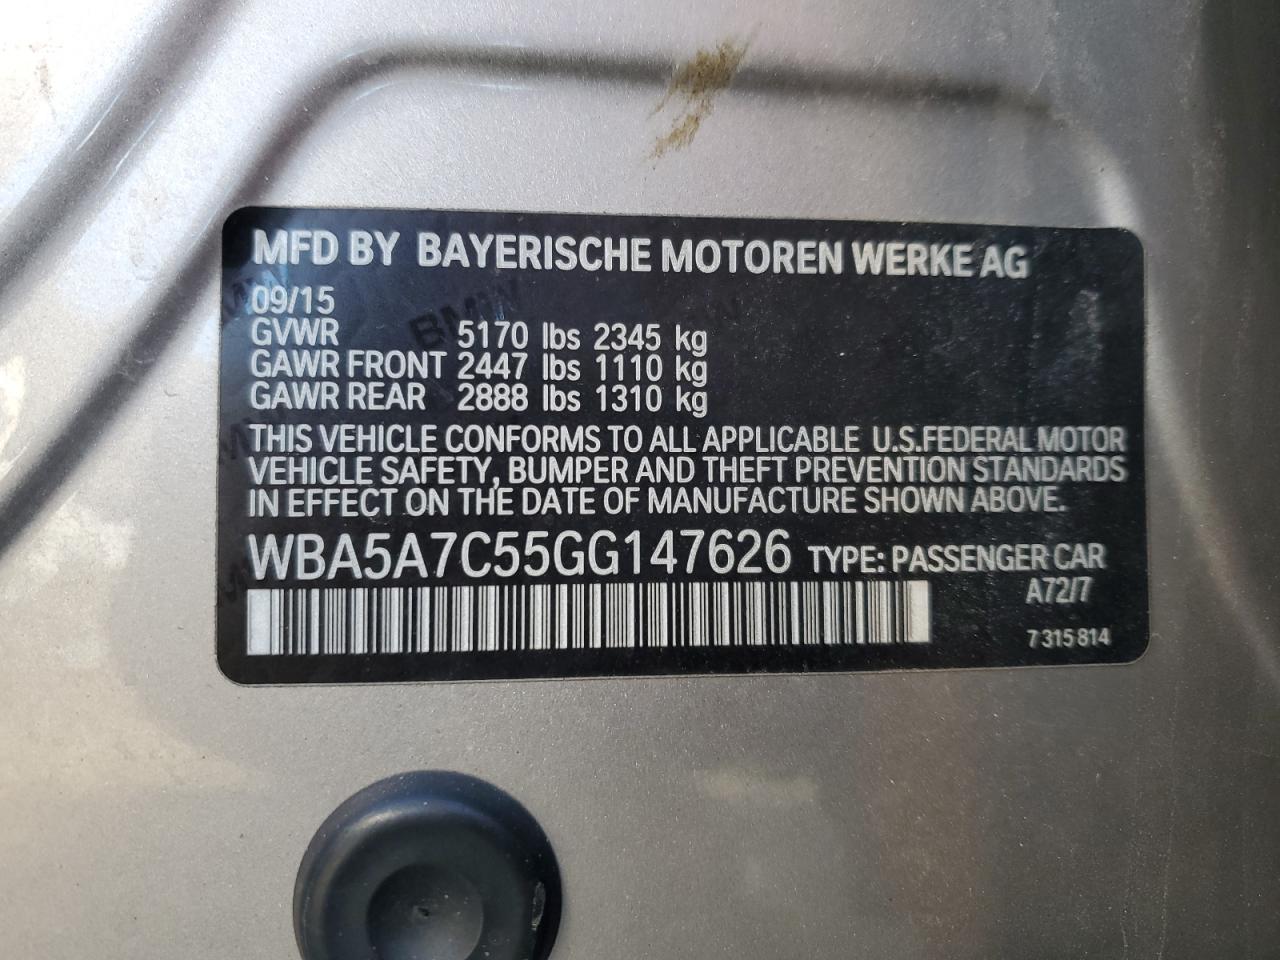 MFD BY BAYERISCHE MOTOREN WERKE AG
09/15
GVWR 5170 lbs 2345 kg
GAWR FRONT 2447 lbs 1110 kg
GAWR REAR 2888 lbs 1310 kg
THIS VEHICLE CONFORMS TO ALL APPLICABLE U.S.FEDERAL MOTOR
VEHICLE SAFETY, BUMPER AND THEFT PREVENTION STANDARDS
IN EFFECT ON THE DATE OF MANUFACTURE SHOWN ABOVE.
WBA5A7C55GG147626 TYPE: PASSENGER CAR
A72/7
7 315 814
BMW